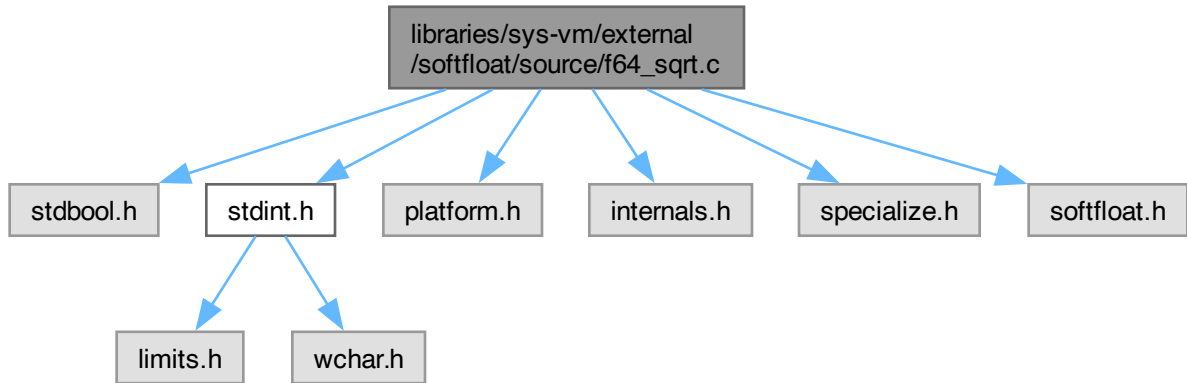 libraries/sys-vm/external
/softfloat/source/f64_sqrt.c
stdbool.h
stdint.h
platform.h
internals.h
specialize.h
softfloat.h
limits.h
wchar.h